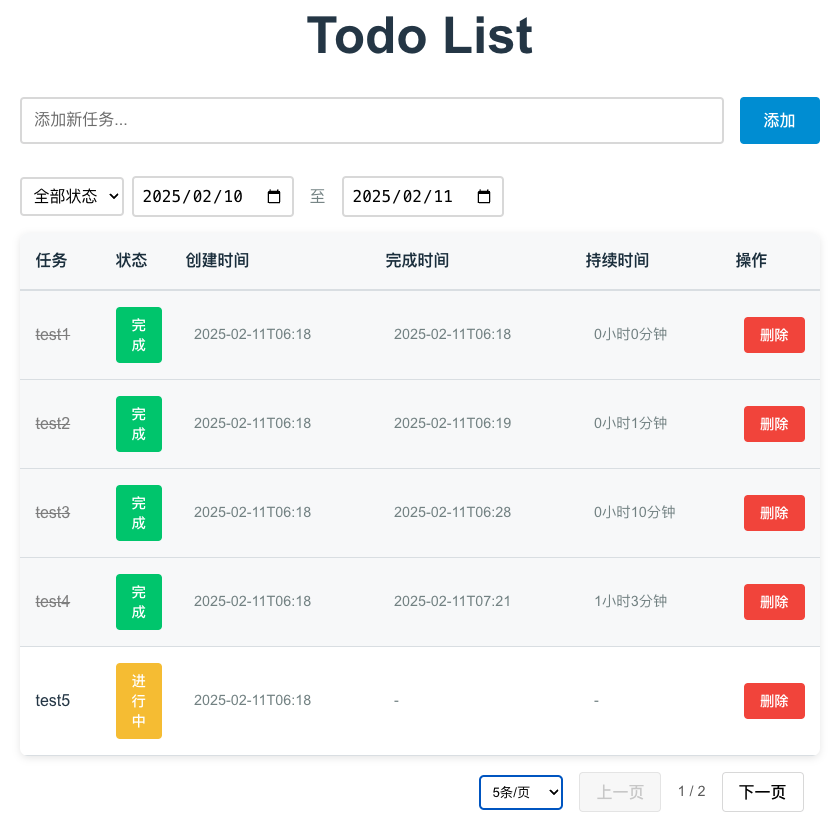 Todo List
添加新任务...
添加
全部状态 2025/02/10 至 2025/02/11
任务 状态 创建时间 完成时间 持续时间 操作
test1 完成 2025-02-11T06:18 2025-02-11T06:18 0小时0分钟 删除
test2 完成 2025-02-11T06:18 2025-02-11T06:19 0小时1分钟 删除
test3 完成 2025-02-11T06:18 2025-02-11T06:28 0小时10分钟 删除
test4 完成 2025-02-11T06:18 2025-02-11T07:21 1小时3分钟 删除
test5 进行中 2025-02-11T06:18 - - 删除
5条/页 上一页 1 / 2 下一页